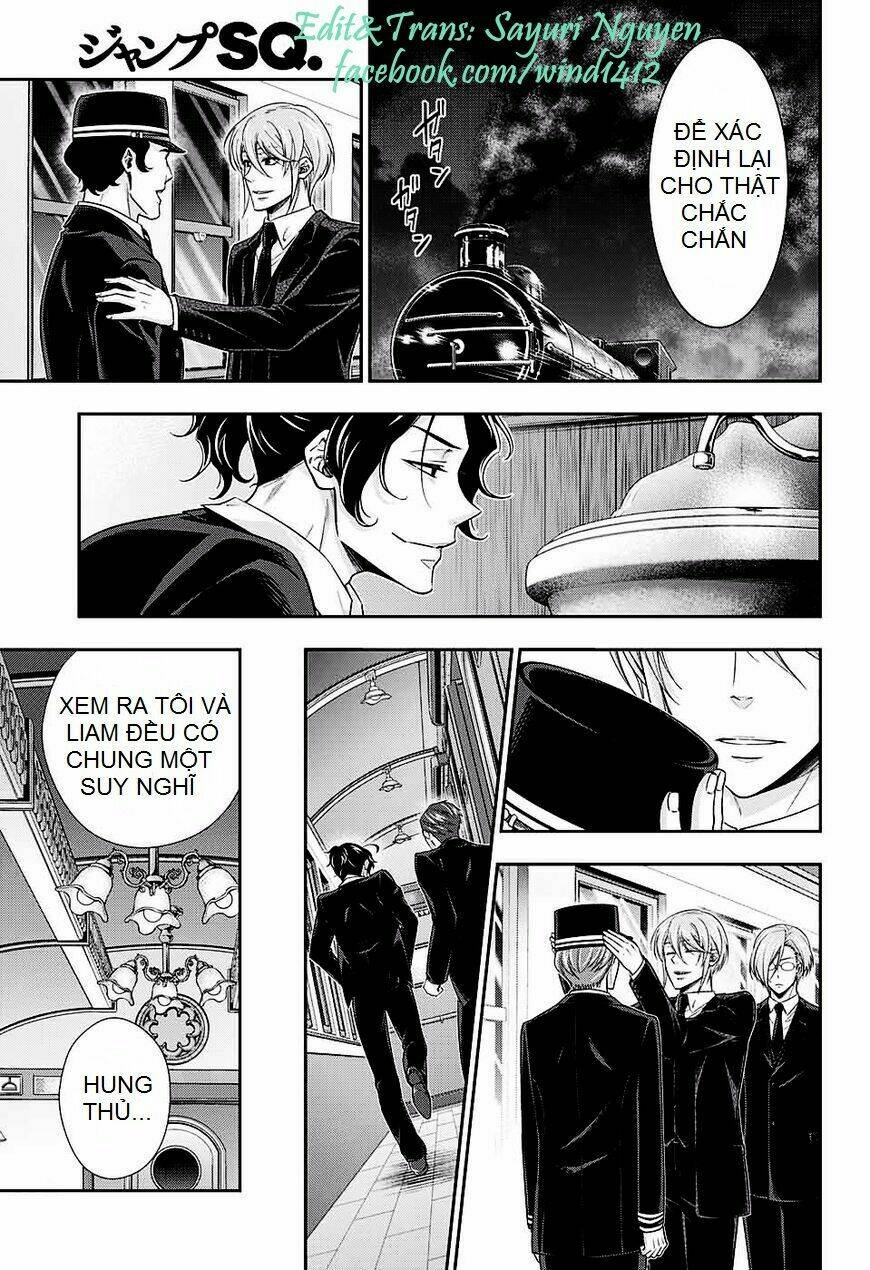 ジャンプSQ.
Edit&Trans: Sayuri Nguyen
facebook.com/wind1412
ĐỂ XÁC
ĐỊNH LẠI
CHO THẬT
CHẮC
CHẮN
ガタン
ガタン
XEM RA TÔI VÀ
LIAM ĐỀU CÓ
CHUNG MỘT
SUY NGHĨ
HUNG
THỦ...